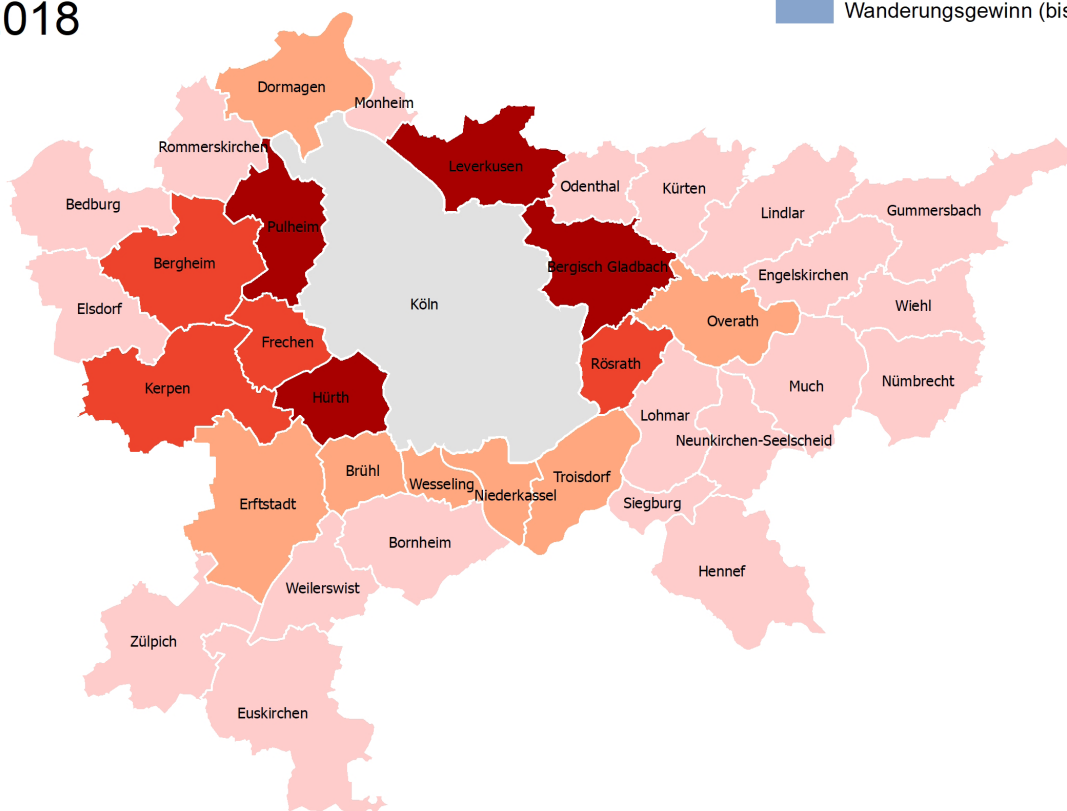 018
Wanderungsgewinn (bis
Dormagen
Monheim
Rommerskirchen
Leverkusen
Odenthal
Kürten
Bedburg
Lindlar
Gummersbach
Pulheim
Bergheim
Bergisch Gladbach
Engelskirchen
Elsdorf
Köln
Wiehl
Overath
Frechen
Rösrath
Kerpen
Much
Nümbrecht
Hürth
Lohmar
Neunkirchen-Seelscheid
Brühl
Wesseling
Troisdorf
Niederkassel
Erftstadt
Siegburg
Bornheim
Hennef
Weilerswist
Zülpich
Euskirchen